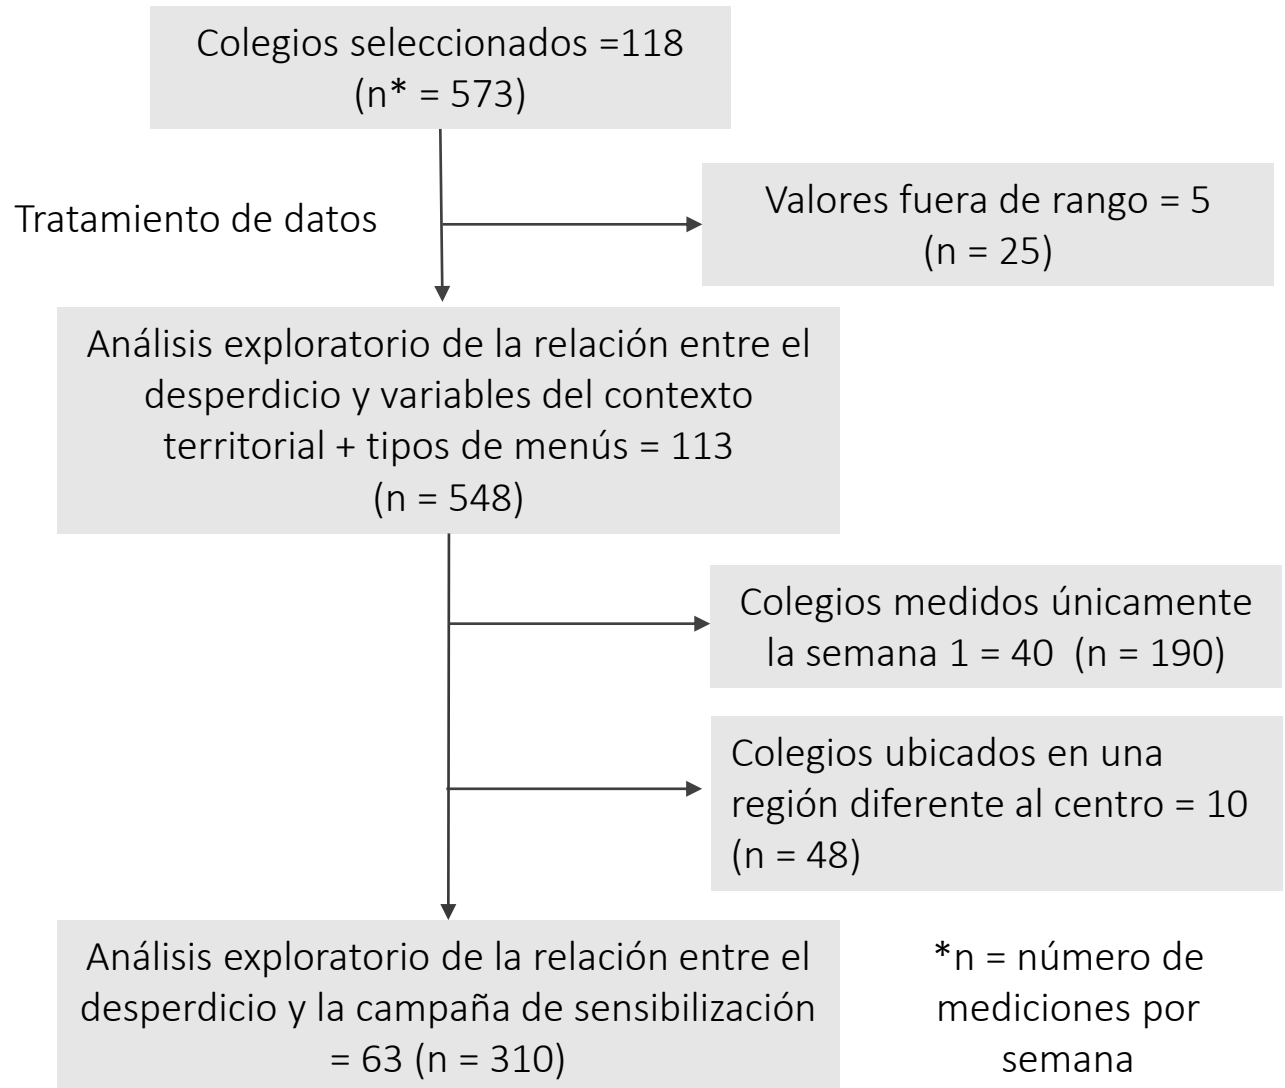 Colegios seleccionados =118
(n* = 573)
Tratamiento de datos
Valores fuera de rango = 5
(n = 25)
Análisis exploratorio de la relación entre el
desperdicio y variables del contexto
territorial + tipos de menús = 113
(n = 548)
Colegios medidos únicamente
la semana 1 = 40 (n = 190)
Colegios ubicados en una
región diferente al centro = 10
(n = 48)
Análisis exploratorio de la relación entre el
desperdicio y la campaña de sensibilización
= 63 (n = 310)
*n = número de
mediciones por
semana